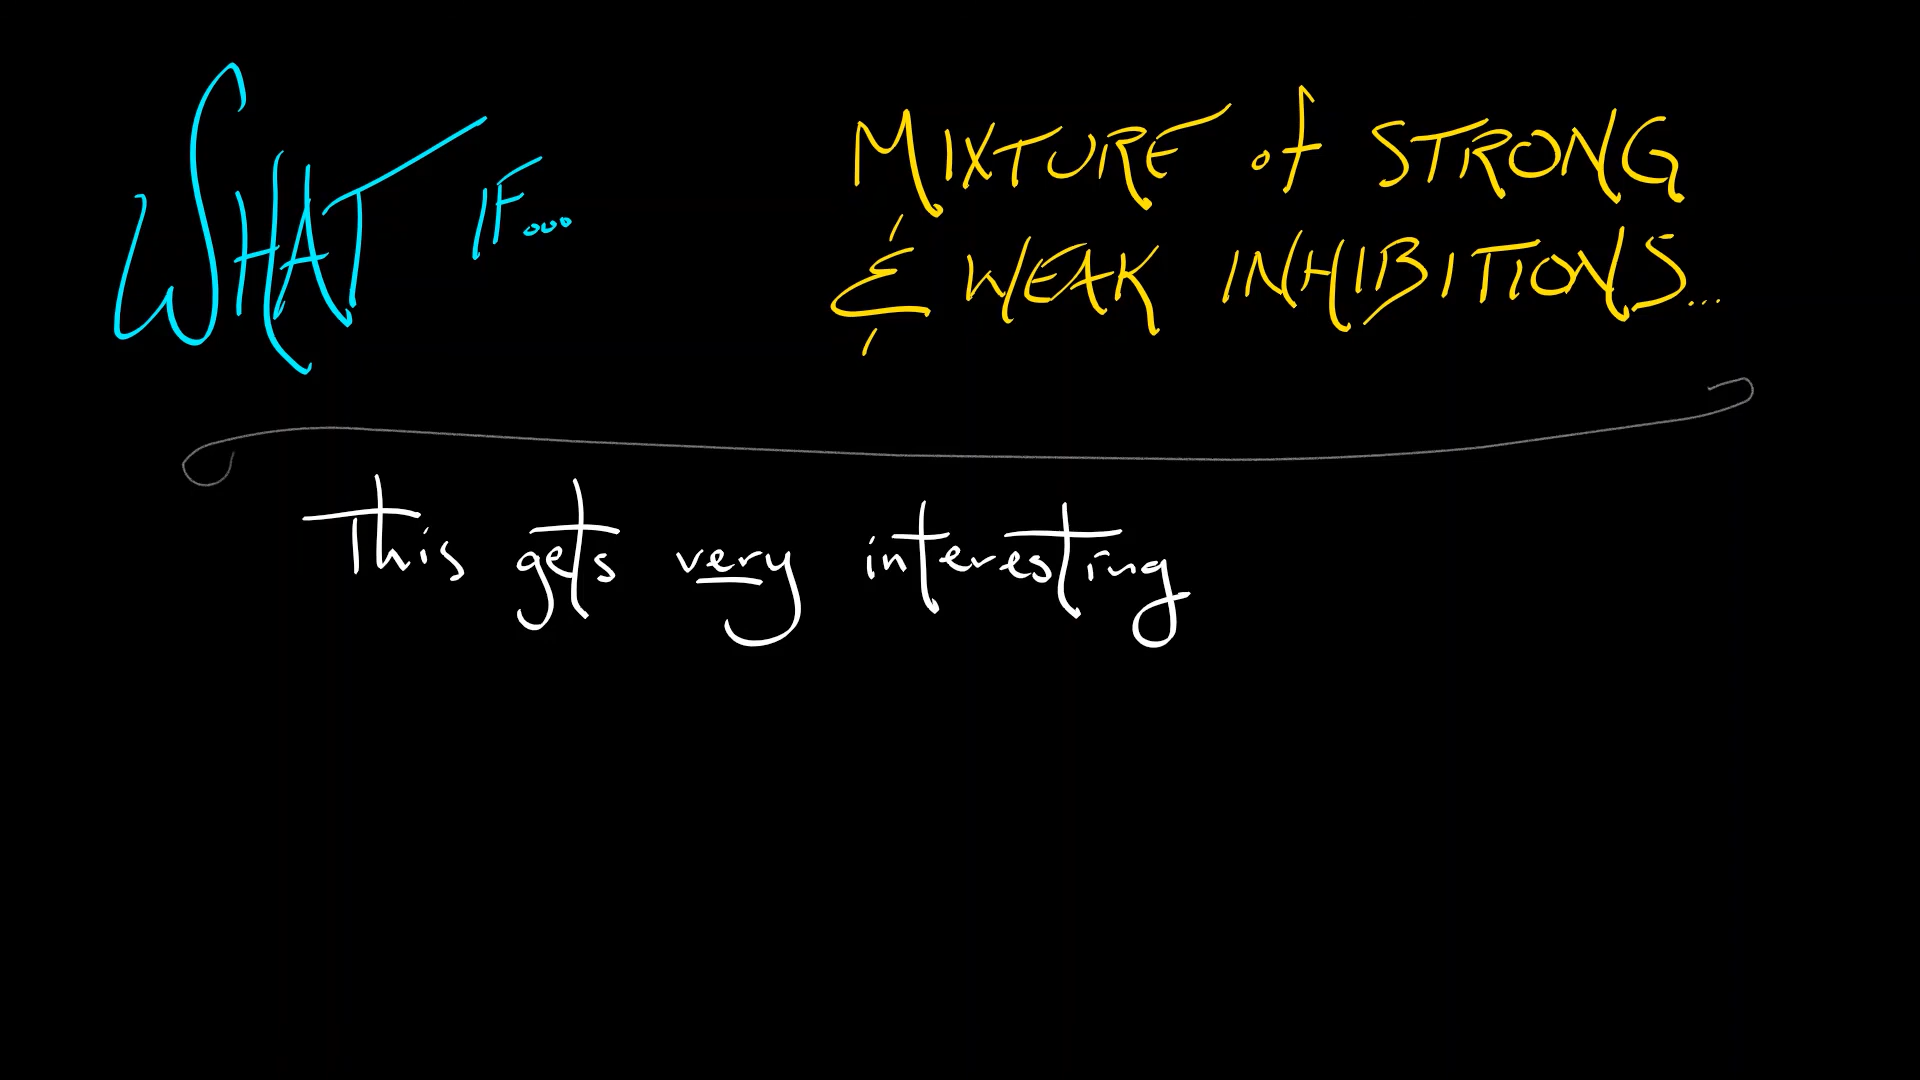 WHAT IF...
MIXTURE of STRONG
& WEAK INHIBITIONS...
This gets very interesting